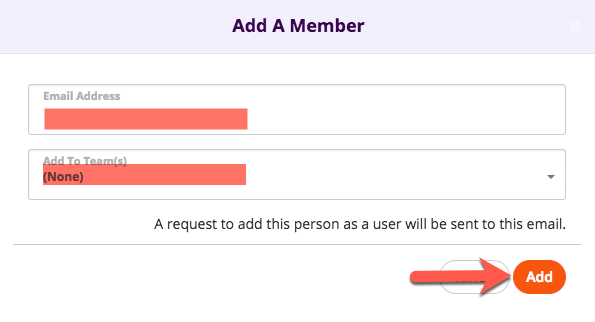 Add A Member
Email Address
Add To Team(s)
(None)
A request to add this person as a user will be sent to this email.
Add